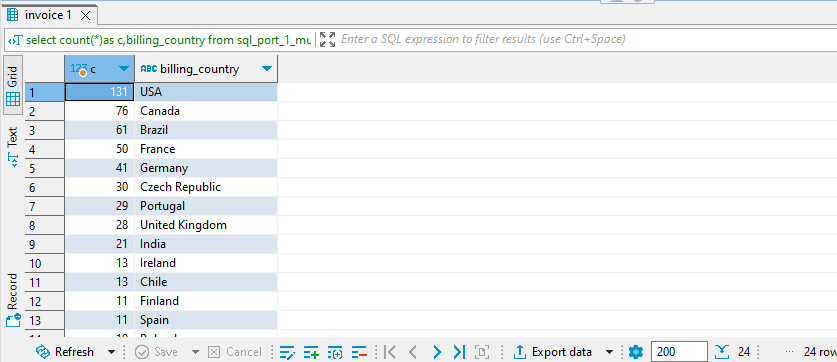 invoice 1
select count(*)as c,billing_country from sql_port_1_mu
Enter a SQL expression to filter results (use Ctrl+Space)
Grid
Text
Record
123 c
ABC billing_country
1 131 USA
2 76 Canada
3 61 Brazil
4 50 France
5 41 Germany
6 30 Czech Republic
7 29 Portugal
8 28 United Kingdom
9 21 India
10 13 Ireland
11 13 Chile
12 11 Finland
13 11 Spain
Refresh Save Cancel Export data 200 24 ··· 24 row